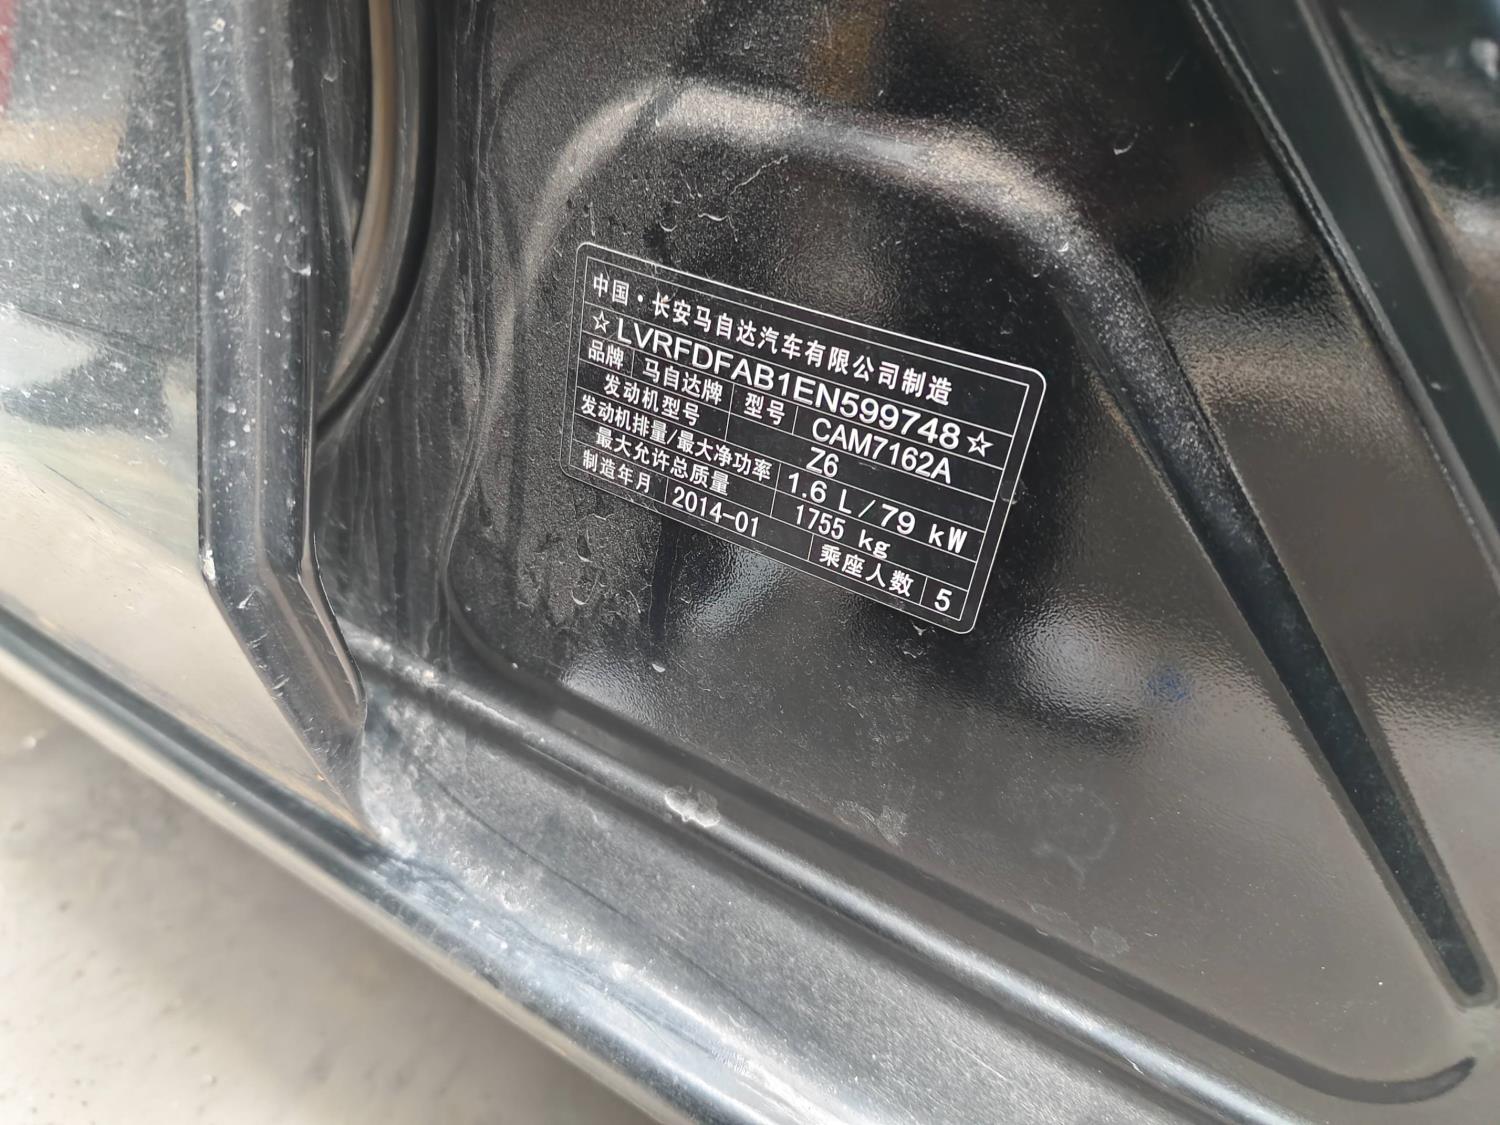 中国·长安马自达汽车有限公司制造
☆LVRFDFAB1EN599748☆
品牌 马自达牌 型号 CAM7162A
发动机型号 Z6
发动机排量/最大净功率 1.6 L/79 kW
最大允许总质量 1755 kg
制造年月 2014-01 乘座人数 5